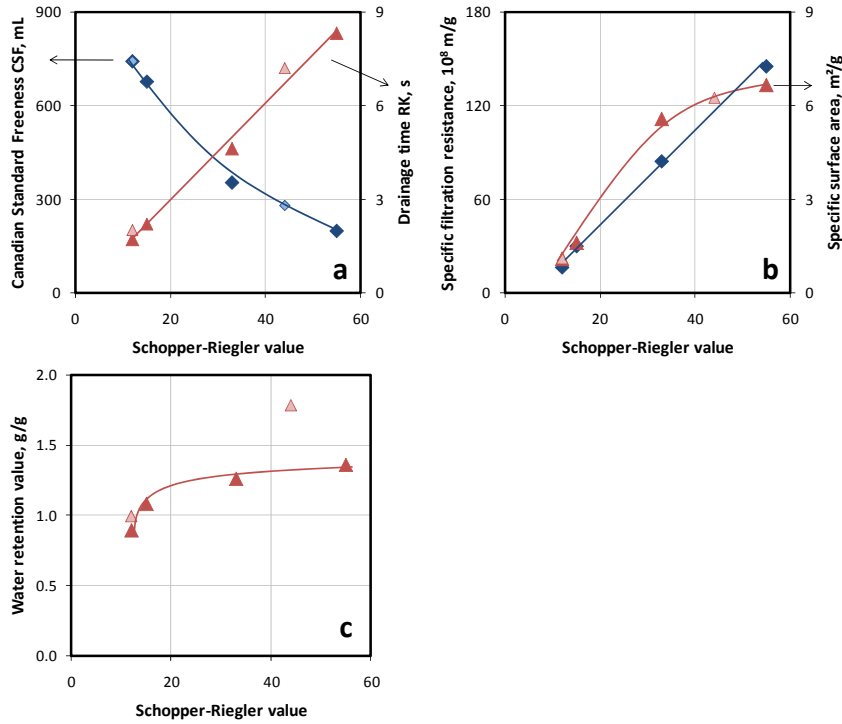 Canadian Standard Freeness CSF, mL
900
600
300
0
9
6
3
0
Drainage time RK, s
a
0 20 40 60
Schopper-Riegler value
Specific filtration resistance, 10⁸ m/g
180
120
60
0
9
6
3
0
Specific surface area, m²/g
b
0 20 40 60
Schopper-Riegler value
Water retention value, g/g
2.0
1.5
1.0
0.5
0.0
c
0 20 40 60
Schopper-Riegler value